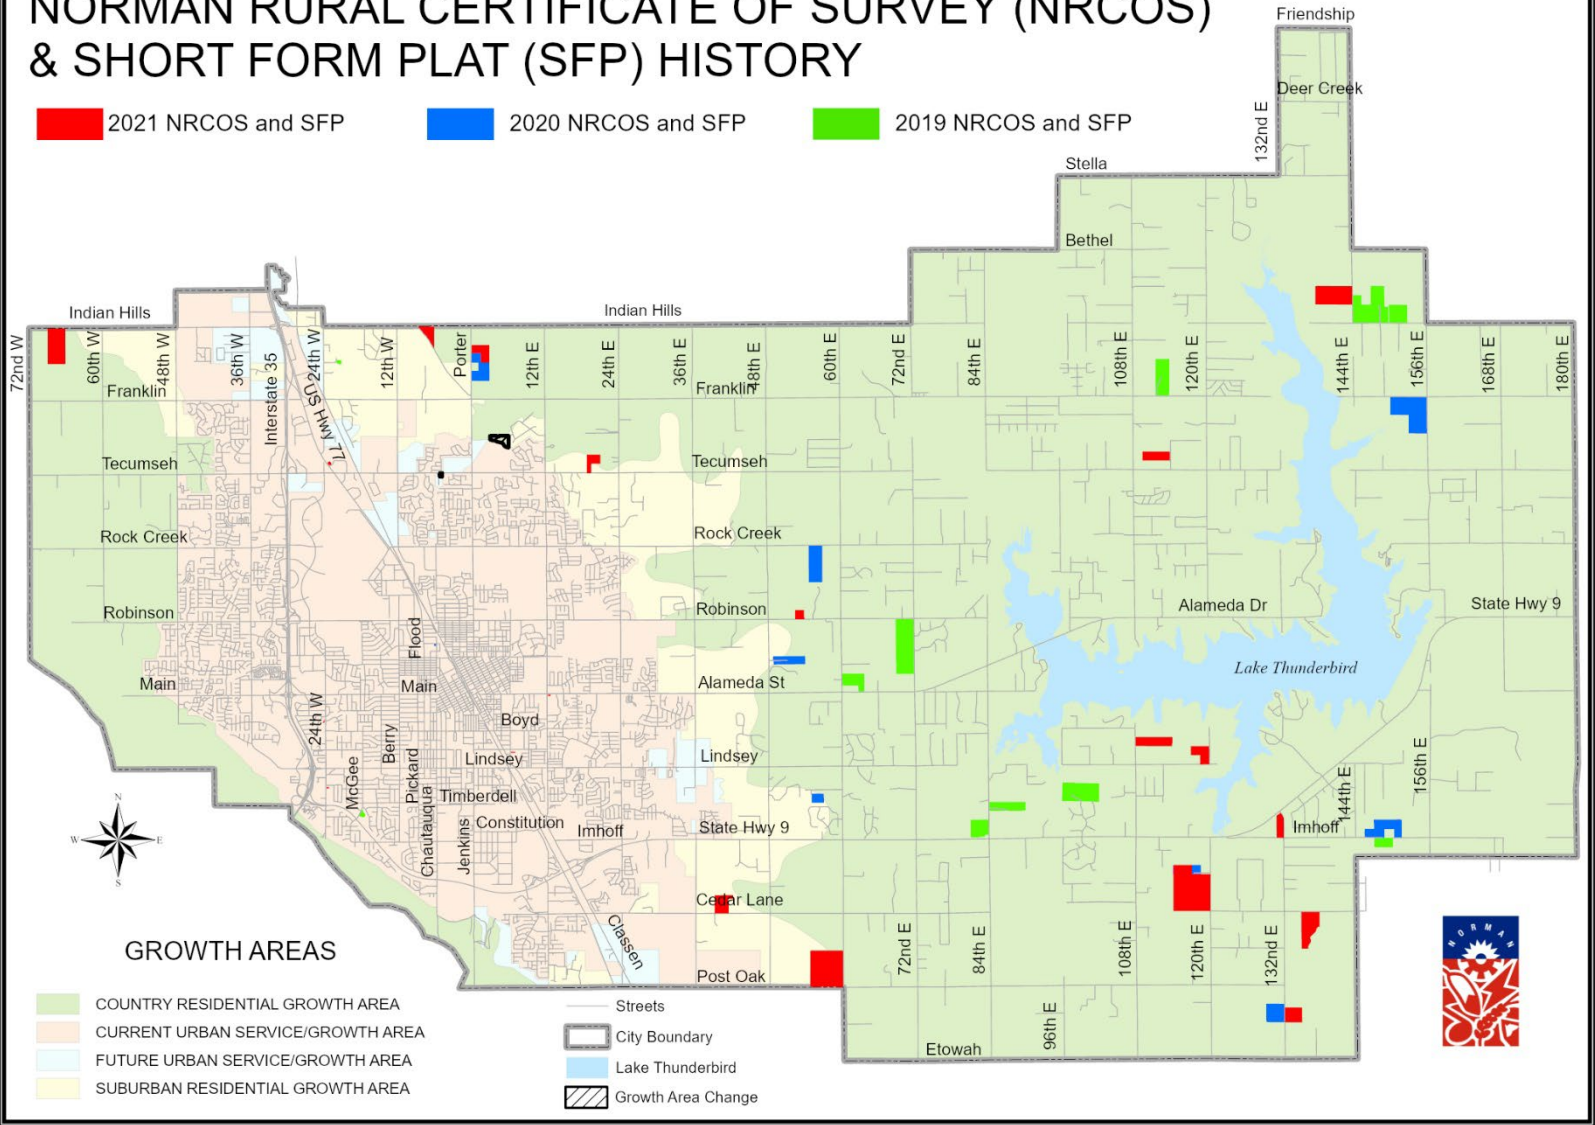 NORMAN RURAL CERTIFICATE OF SURVEY (NRCOS)
& SHORT FORM PLAT (SFP) HISTORY
2021 NRCOS and SFP
2020 NRCOS and SFP
2019 NRCOS and SFP
Friendship
Deer Creek
132nd E
Stella
Bethel
Indian Hills
Indian Hills
72nd W
60th W
48th W
36th W
Interstate 35
24th W
US Hwy 77
12th W
Porter
12th E
24th E
36th E
48th E
60th E
72nd E
84th E
108th E
120th E
144th E
156th E
168th E
180th E
Franklin
Franklin
Tecumseh
Tecumseh
Rock Creek
Rock Creek
Robinson
Robinson
Alameda Dr
State Hwy 9
Flood
Lake Thunderbird
Main
Main
Alameda St
24th W
Boyd
Berry
Lindsey
Lindsey
McGee
Pickard
Chautauqua
Timberdell
Jenkins
Constitution
Imhoff
State Hwy 9
144th E
156th E
Imhoff
N
W
E
S
Cedar Lane
Classen
Post Oak
72nd E
84th E
108th E
120th E
132nd E
96th E
Etowah
GROWTH AREAS
COUNTRY RESIDENTIAL GROWTH AREA
CURRENT URBAN SERVICE/GROWTH AREA
FUTURE URBAN SERVICE/GROWTH AREA
SUBURBAN RESIDENTIAL GROWTH AREA
Streets
City Boundary
Lake Thunderbird
Growth Area Change
NORMAN